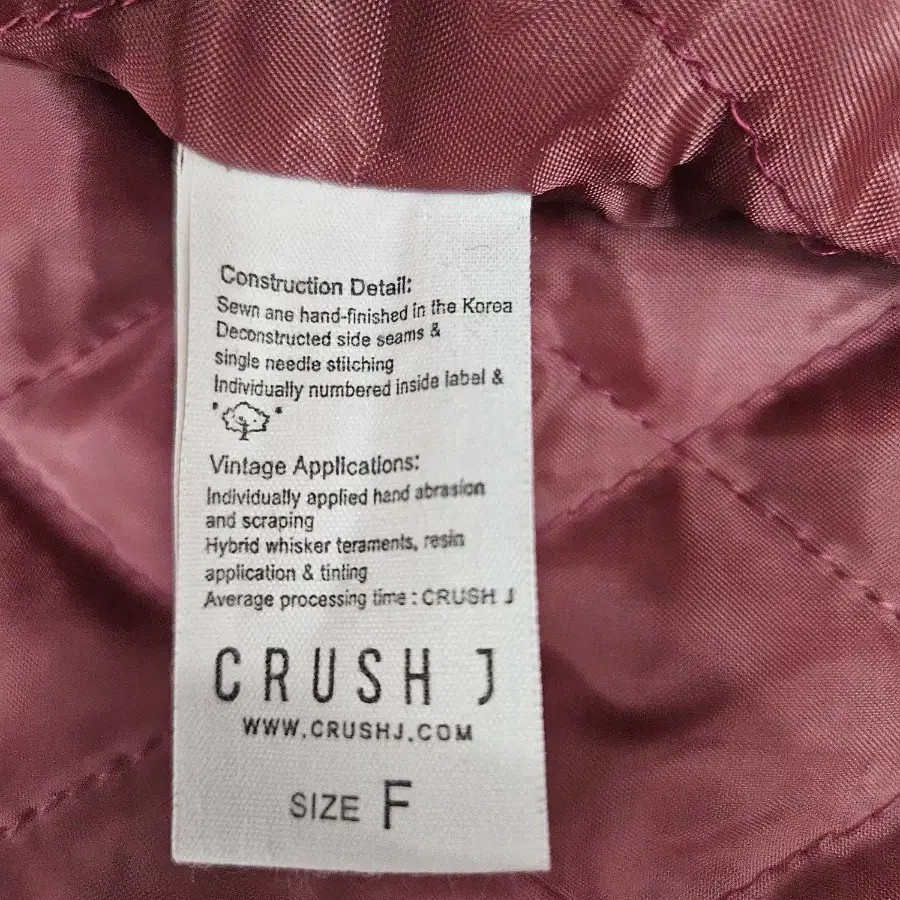 Construction Detail:
Sewn ane hand-finished in the Korea
Deconstructed side seams &
single needle stitching
Individually numbered inside label &
Vintage Applications:
Individually applied hand abrasion
and scraping
Hybrid whisker teraments, resin
application & tinting
Average processing time : CRUSH J
CRUSH J
WWW.CRUSHJ.COM
SIZE F